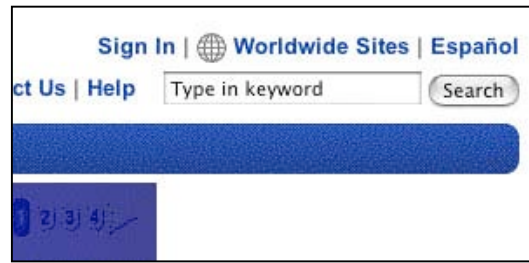 Sign In | Worldwide Sites | Español
ct Us | Help Type in keyword Search
1 2 3 4